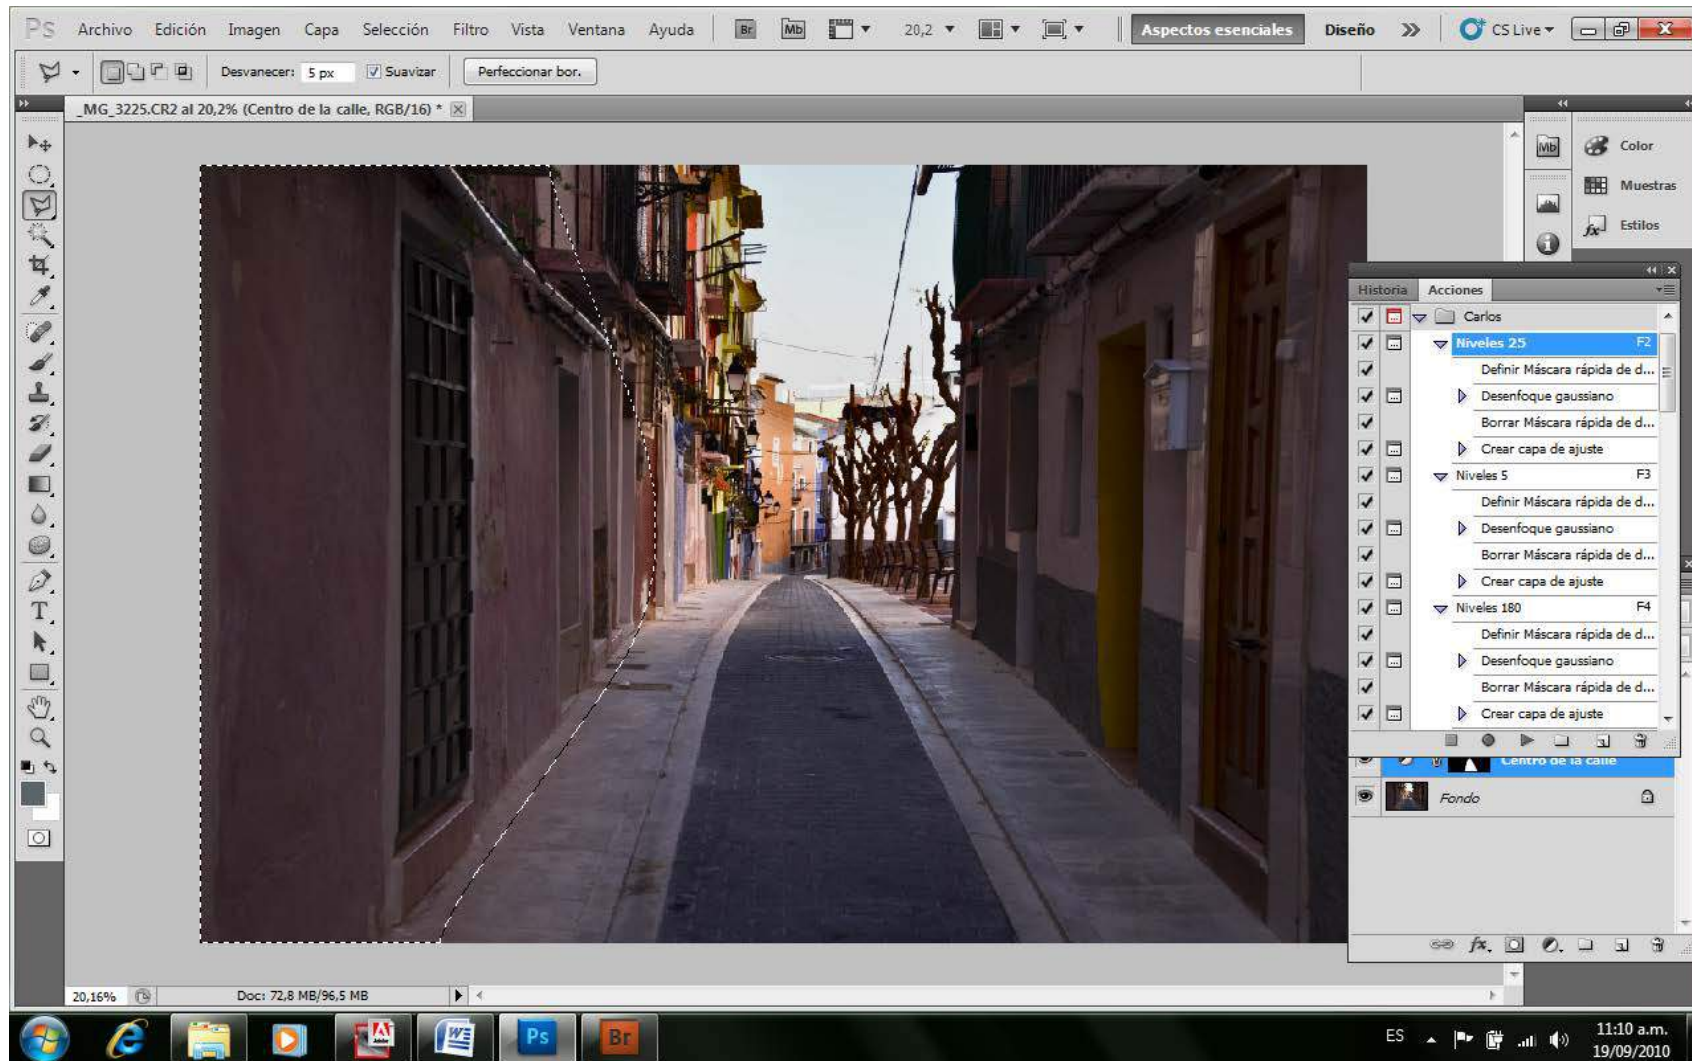 Ps Archivo Edición Imagen Capa Selección Filtro Vista Ventana Ayuda Br Mb 20,2 Aspectos esenciales Diseño CS Live
Desvanecer: 5 px Suavizar Perfeccionar bor.
_MG_3225.CR2 al 20,2% (Centro de la calle, RGB/16) *
Mb Color
Muestras
Estilos
Historia Acciones
Carlos
Niveles 25 F2
Definir Máscara rápida de d...
Desenfoque gaussiano
Borrar Máscara rápida de d...
Crear capa de ajuste
Niveles 5 F3
Definir Máscara rápida de d...
Desenfoque gaussiano
Borrar Máscara rápida de d...
Crear capa de ajuste
Niveles 180 F4
Definir Máscara rápida de d...
Desenfoque gaussiano
Borrar Máscara rápida de d...
Crear capa de ajuste
Centro de la calle
Fondo
20,16% Doc: 72,8 MB/96,5 MB
Ps Br ES 11:10 a.m.
19/09/2010